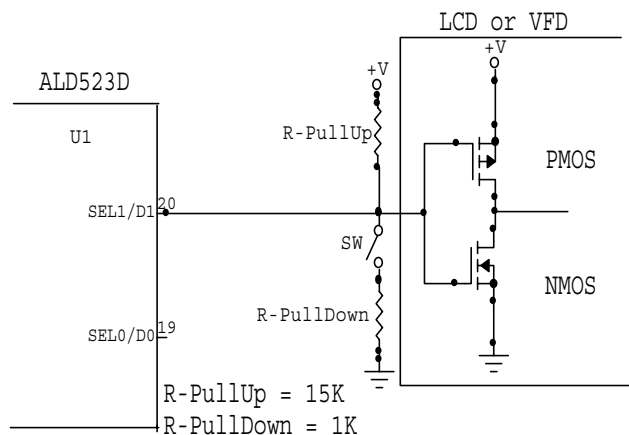 LCD or VFD
+V
ALD523D
+V
U1
R-PullUp
PMOS
20
SEL1/D1
SW
R-PullDown
NMOS
19
SEL0/D0
R-PullUp = 15K
R-PullDown = 1K